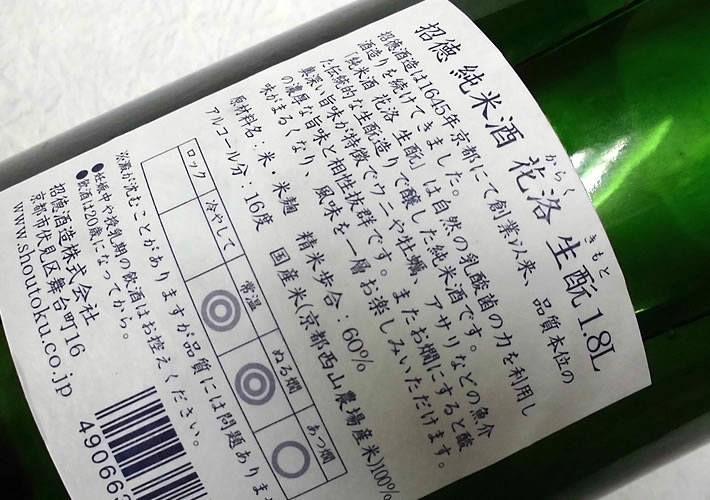 招德 純米酒 花洛 生酛 1.8L
からく
きもと
招德酒造は1645年京都にて創業以来、品質本位の
酒造りを続けてきました。
「純米酒 花洛 生酛」は自然の乳酸菌の力を利用し
た伝統的な生酛造りで醸した純米酒です。
奥深い旨味が特徴でウニや牡蠣、アサリなどの魚介
の濃厚な旨味と相性抜群です。またお燗にすると酸
味がまるくなり、風味を一層お楽しみいただけます。
原材料名：米・米麹 精米歩合：60%
アルコール分：16度 国産米(京都西山農場産米)100%
ロック 冷やして 常温 ぬる燗 あつ燗
◎ ◎ ○
※澱が沈むことがありますが品質には問題ありま
●妊娠中や授乳期の飲酒はお控えください。
●飲酒は20歳になってから。
招德酒造株式会社
京都市伏見区舞台町16
www.shoutoku.co.jp
49066